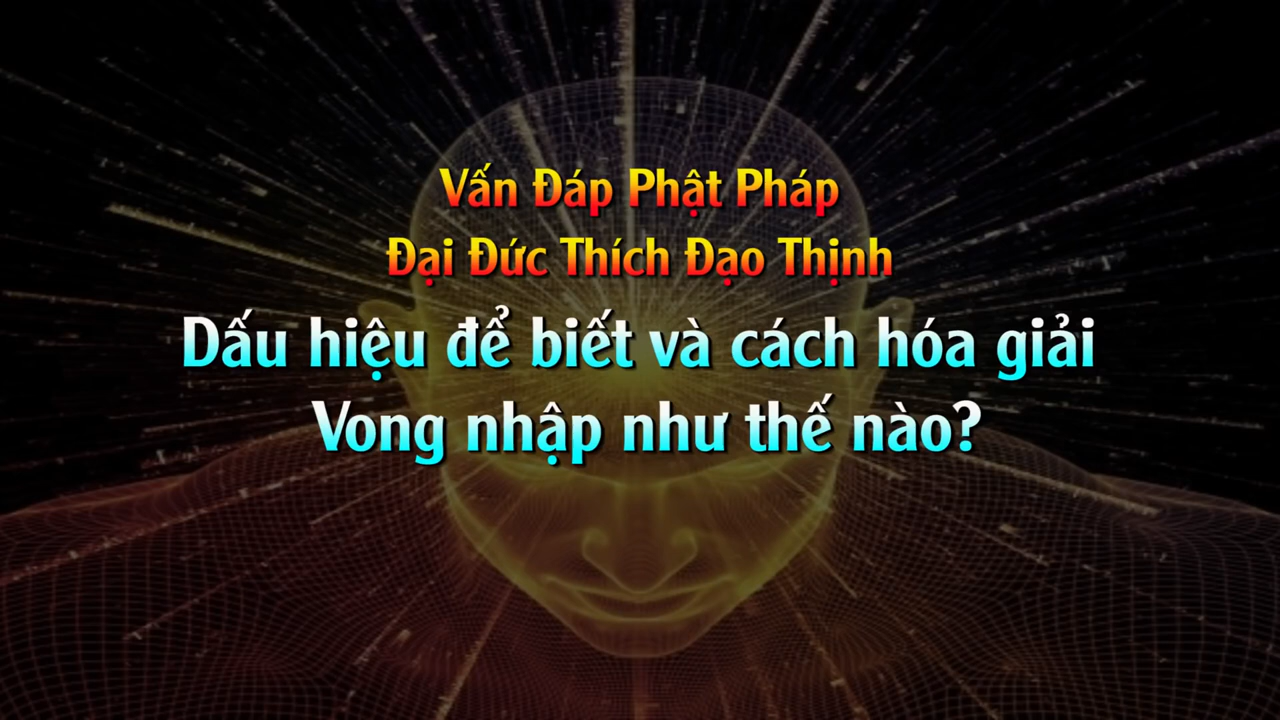 Vấn Đáp Phật Pháp
Đại Đức Thích Đạo Thịnh
Dấu hiệu để biết và cách hóa giải
Vong nhập như thế nào?